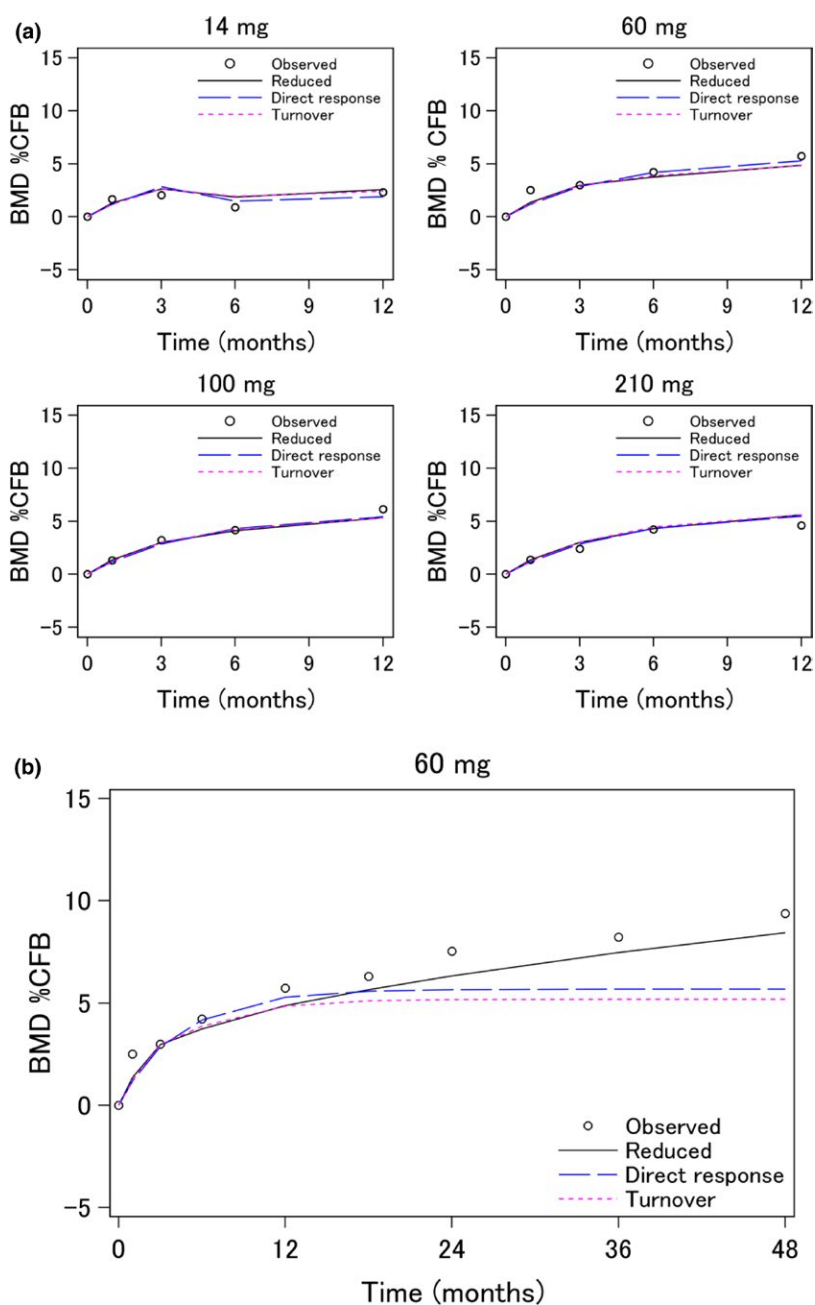 (a)
14 mg
BMD %CFB
15
10
5
0
−5
Observed
Reduced
Direct response
Turnover
0 3 6 9 12
Time (months)
60 mg
BMD % CFB
15
10
5
0
−5
Observed
Reduced
Direct response
Turnover
0 3 6 9 12
Time (months)
100 mg
BMD %CFB
15
10
5
0
−5
Observed
Reduced
Direct response
Turnover
0 3 6 9 12
Time (months)
210 mg
BMD %CFB
15
10
5
0
−5
Observed
Reduced
Direct response
Turnover
0 3 6 9 12
Time (months)
(b)
60 mg
BMD %CFB
15
10
5
0
−5
Observed
Reduced
Direct response
Turnover
0 12 24 36 48
Time (months)